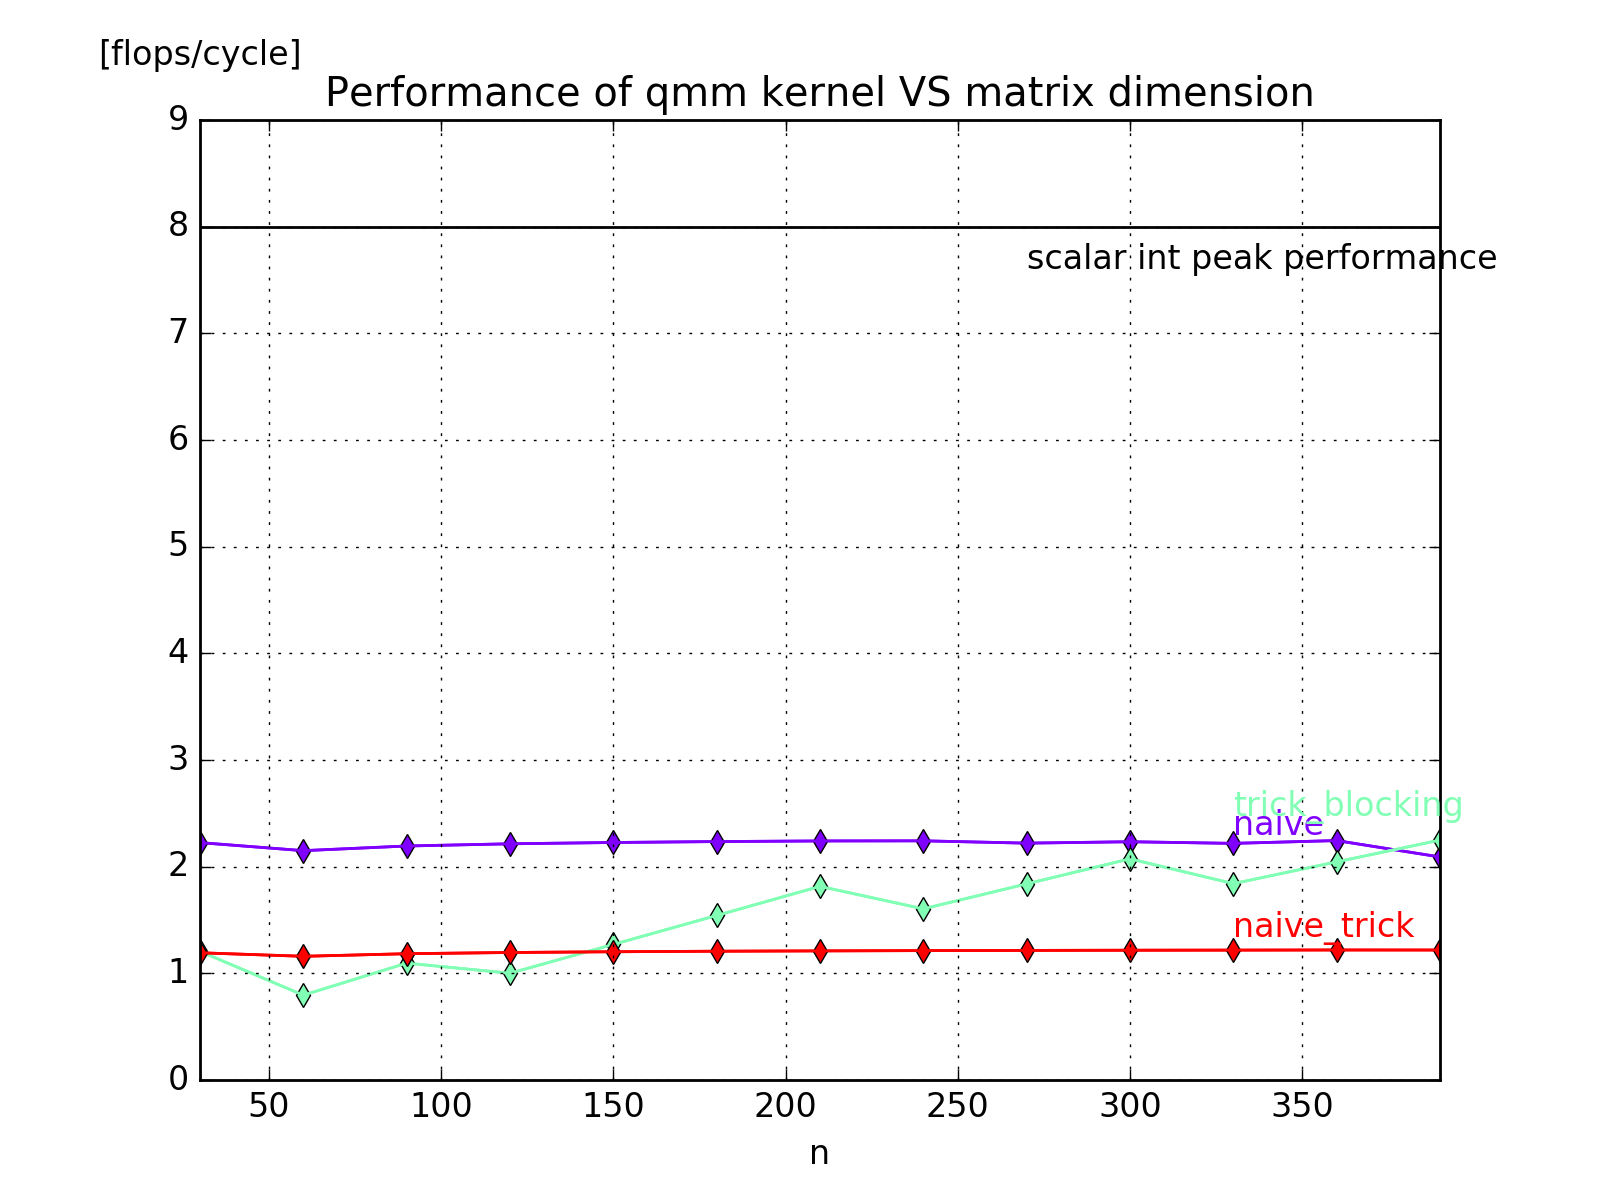 [flops/cycle]
Performance of qmm kernel VS matrix dimension
9
8
scalar int peak performance
7
6
5
4
3
trick_blocking
naive
2
naive_trick
1
0
50 100 150 200 250 300 350
n